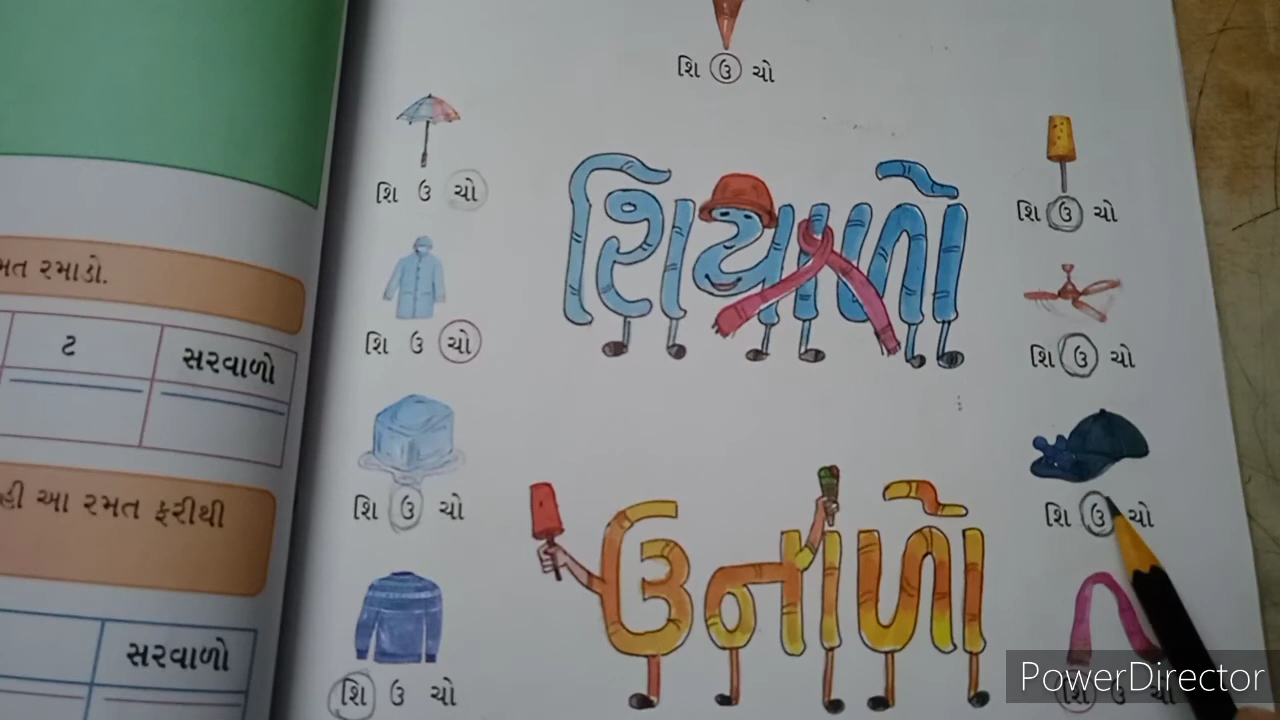 શિ ઉ ચો
શિ ઉ ચો
શિ ઉ ચો
શિ ઉ ચો
શિ ઉ ચો
શિયાળો
ઉનાળો
શિ ઉ ચો
શિ ઉ ચો
શિ ઉ ચો
શિ ઉ ચો
મત રમાડો.
ટ સરવાળો
હી આ રમત ફરીથી
સરવાળો
PowerDirector